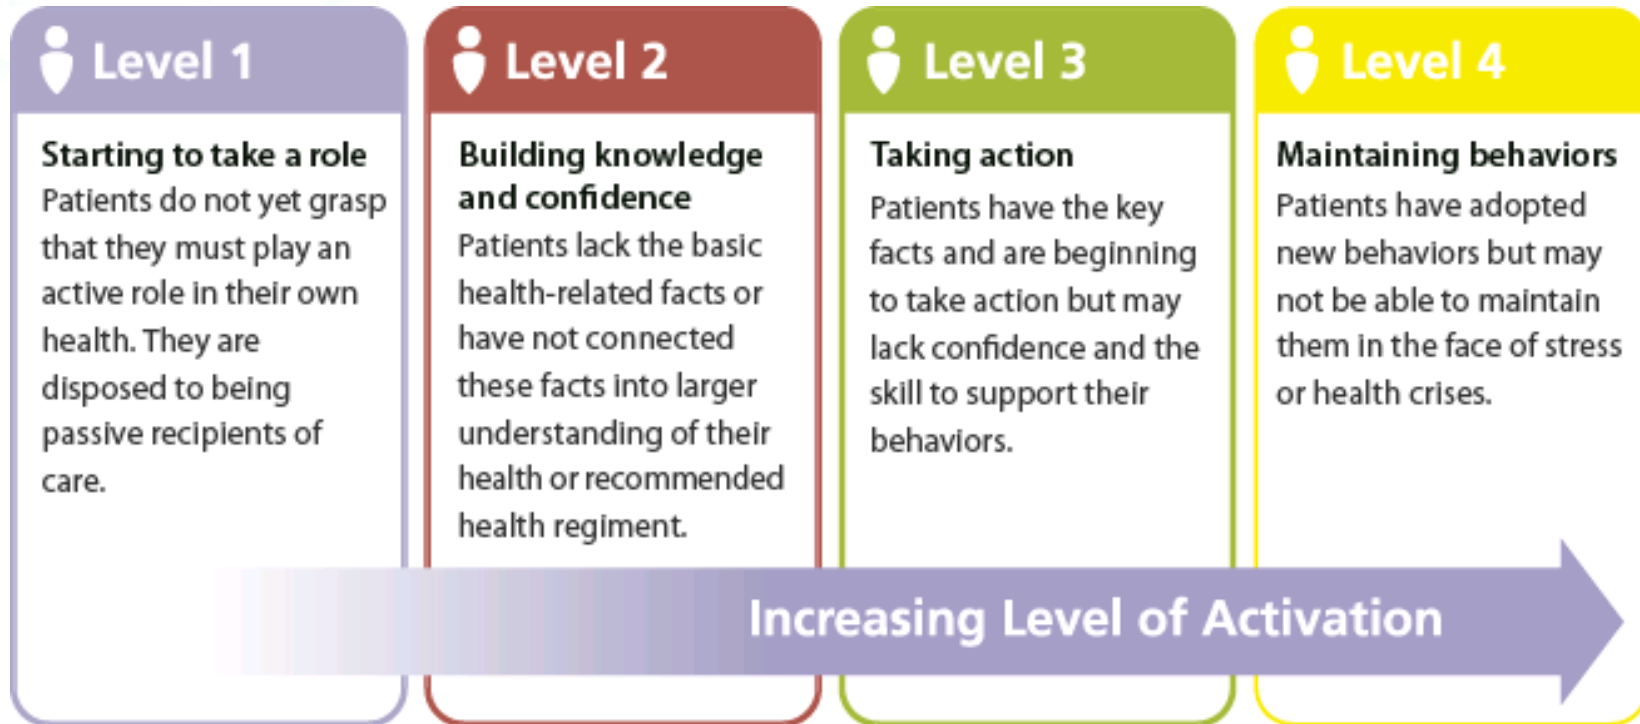 Level 1
Starting to take a role
Patients do not yet grasp
that they must play an
active role in their own
health. They are
disposed to being
passive recipients of
care.
Level 2
Building knowledge
and confidence
Patients lack the basic
health-related facts or
have not connected
these facts into larger
understanding of their
health or recommended
health regiment.
Level 3
Taking action
Patients have the key
facts and are beginning
to take action but may
lack confidence and the
skill to support their
behaviors.
Level 4
Maintaining behaviors
Patients have adopted
new behaviors but may
not be able to maintain
them in the face of stress
or health crises.
Increasing Level of Activation